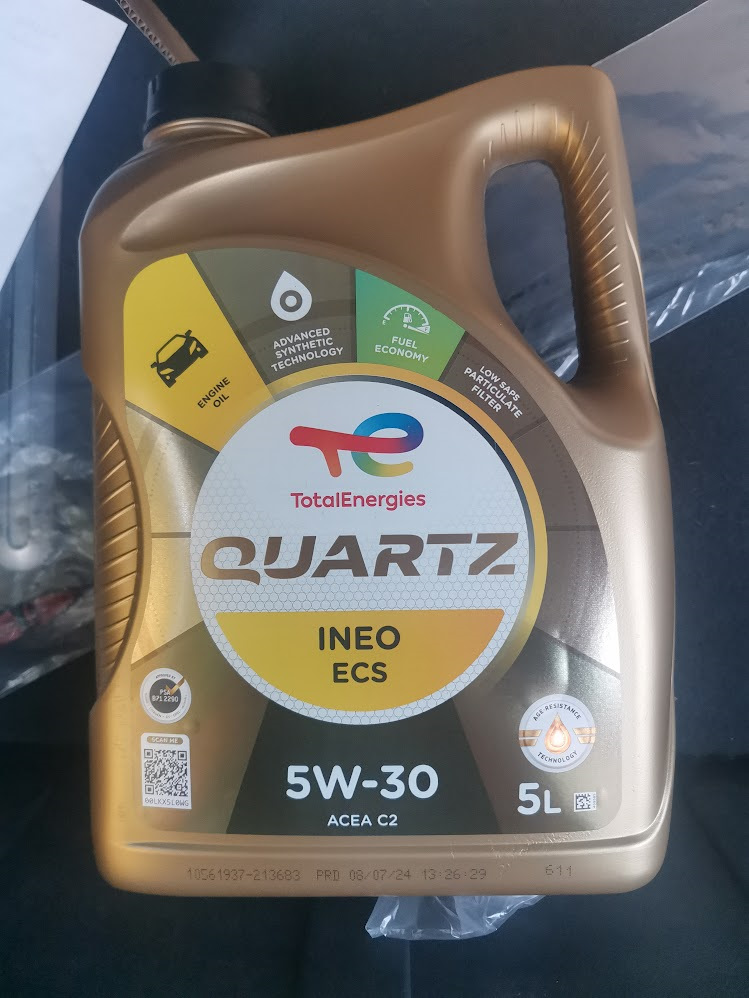 ENGINE
OIL
ADVANCED
SYNTHETIC
TECHNOLOGY
FUEL
ECONOMY
LOW SAPS
PARTICULATE
FILTER
TotalEnergies
QUARTZ
INEO
ECS
PSA
B71 2290
SCAN ME
00LKX5L0WG
AGE RESISTANCE
TECHNOLOGY
5W-30
5L
ACEA C2
10561937-213683 PRD 08/07/24 13:26:29 611